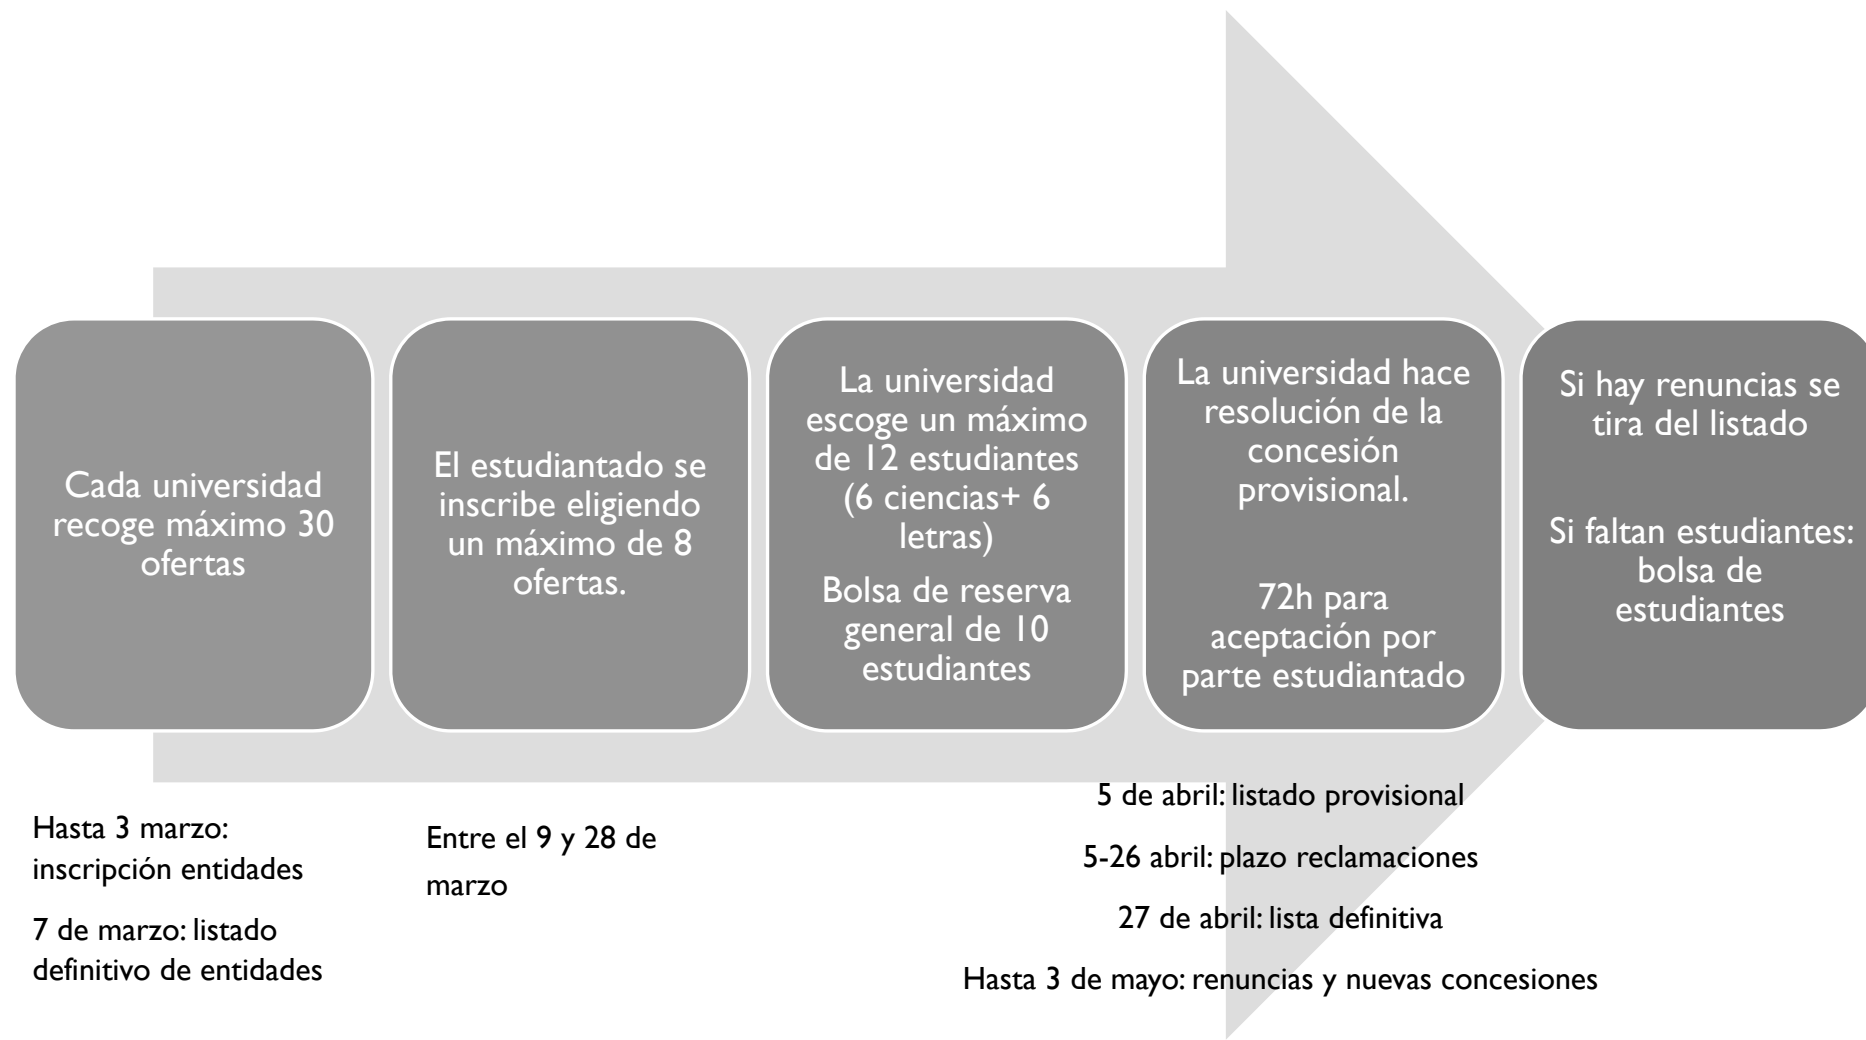 Cada universidad
recoge máximo 30
ofertas
El estudiantado se
inscribe eligiendo
un máximo de 8
ofertas.
La universidad
escoge un máximo
de 12 estudiantes
(6 ciencias+ 6
letras)
Bolsa de reserva
general de 10
estudiantes
La universidad hace
resolución de la
concesión
provisional.
72h para
aceptación por
parte estudiantado
Si hay renuncias se
tira del listado
Si faltan estudiantes:
bolsa de
estudiantes
Hasta 3 marzo:
inscripción entidades
7 de marzo: listado
definitivo de entidades
Entre el 9 y 28 de
marzo
5 de abril: listado provisional
5-26 abril: plazo reclamaciones
27 de abril: lista definitiva
Hasta 3 de mayo: renuncias y nuevas concesiones